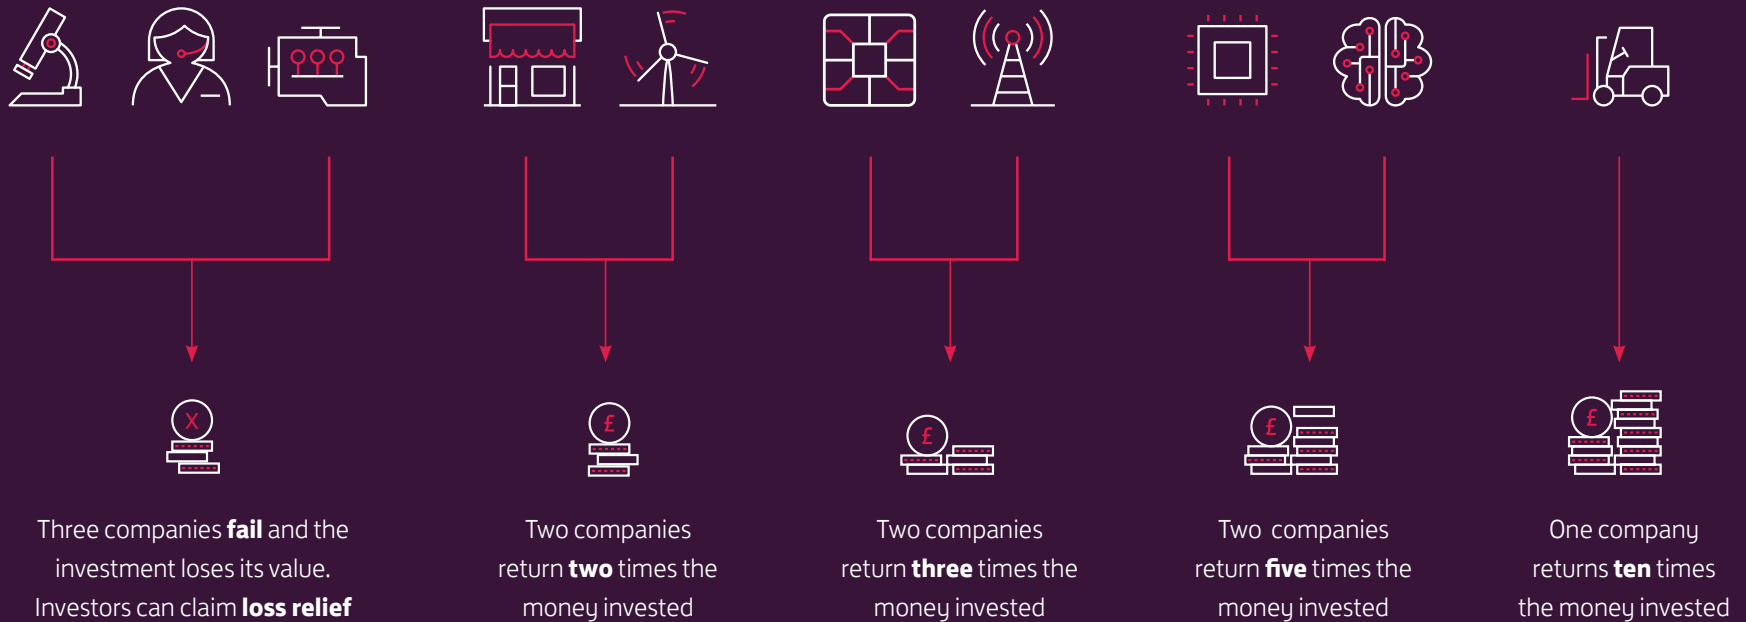 X
£
£
£
£
Three companies fail and the
investment loses its value.
Investors can claim loss relief
Two companies
return two times the
money invested
Two companies
return three times the
money invested
Two companies
return five times the
money invested
One company
returns ten times
the money invested